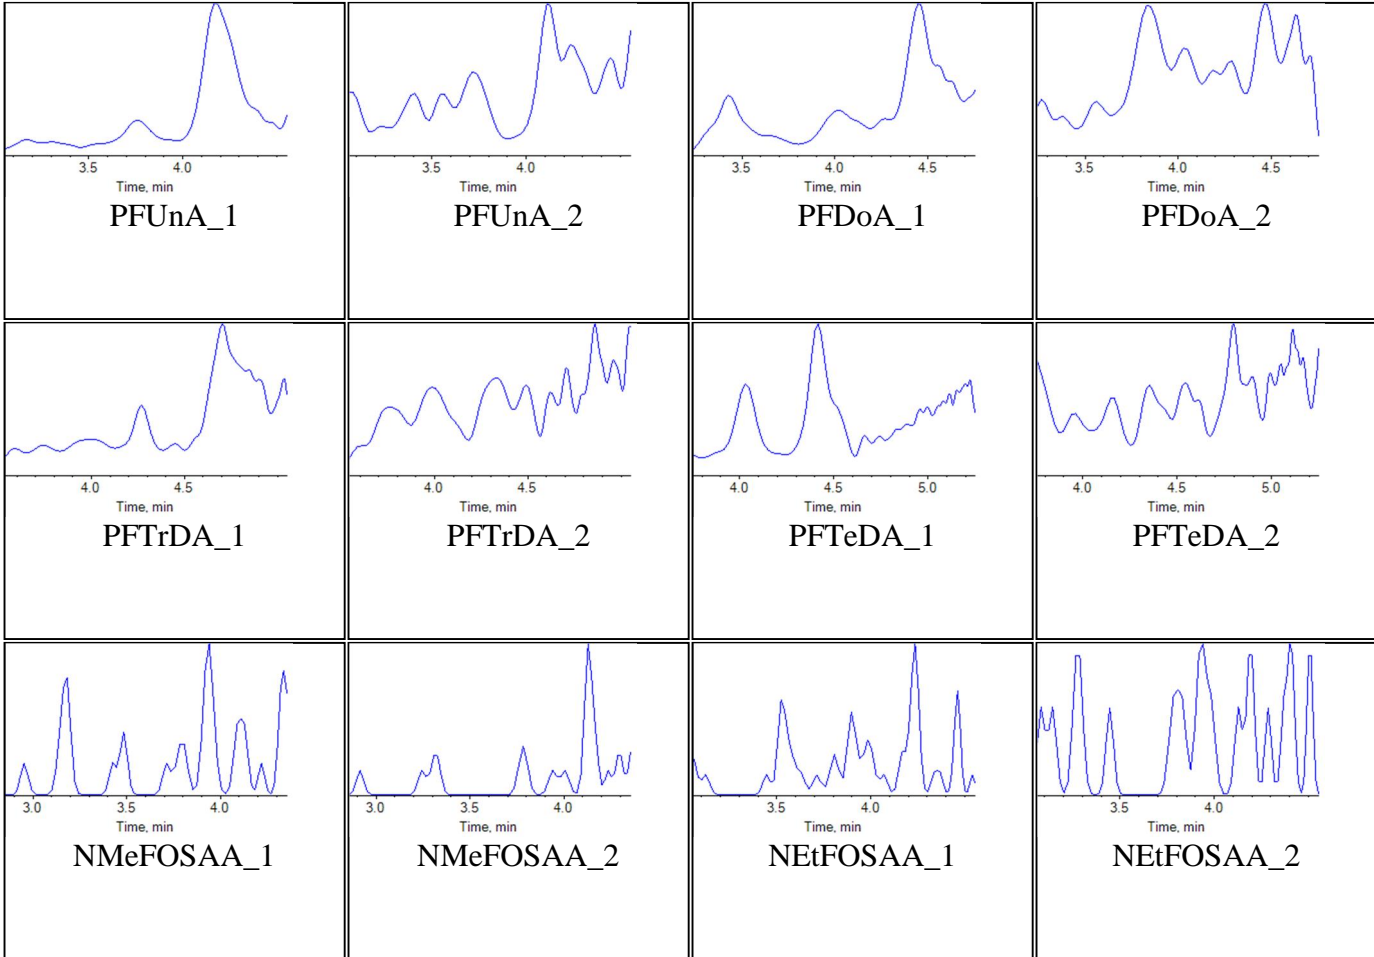 3.5 4.0
Time, min
PFUnA_1
3.5 4.0
Time, min
PFUnA_2
3.5 4.0 4.5
Time, min
PFDoA_1
3.5 4.0 4.5
Time, min
PFDoA_2
4.0 4.5
Time, min
PFTrDA_1
4.0 4.5
Time, min
PFTrDA_2
4.0 4.5 5.0
Time, min
PFTeDA_1
4.0 4.5 5.0
Time, min
PFTeDA_2
3.0 3.5 4.0
Time, min
NMeFOSAA_1
3.0 3.5 4.0
Time, min
NMeFOSAA_2
3.5 4.0
Time, min
NEtFOSAA_1
3.5 4.0
Time, min
NEtFOSAA_2